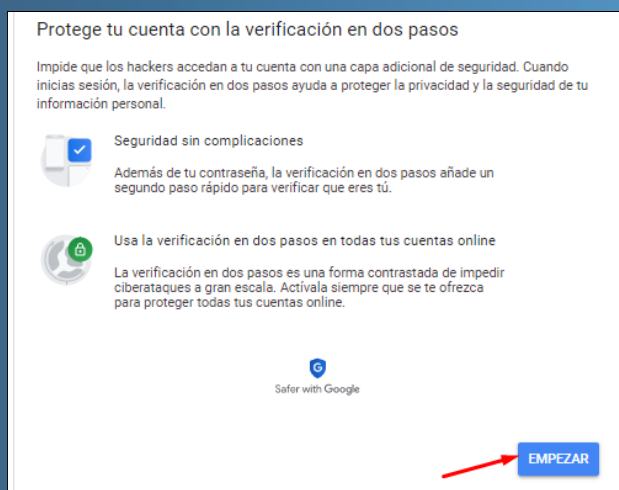 Protege tu cuenta con la verificación en dos pasos
Impide que los hackers accedan a tu cuenta con una capa adicional de seguridad. Cuando
inicias sesión, la verificación en dos pasos ayuda a proteger la privacidad y la seguridad de tu
información personal.
Seguridad sin complicaciones
Además de tu contraseña, la verificación en dos pasos añade un
segundo paso rápido para verificar que eres tú.
Usa la verificación en dos pasos en todas tus cuentas online
La verificación en dos pasos es una forma contrastada de impedir
ciberataques a gran escala. Actívala siempre que se te ofrezca
para proteger todas tus cuentas online.
G
Safer with Google
EMPEZAR